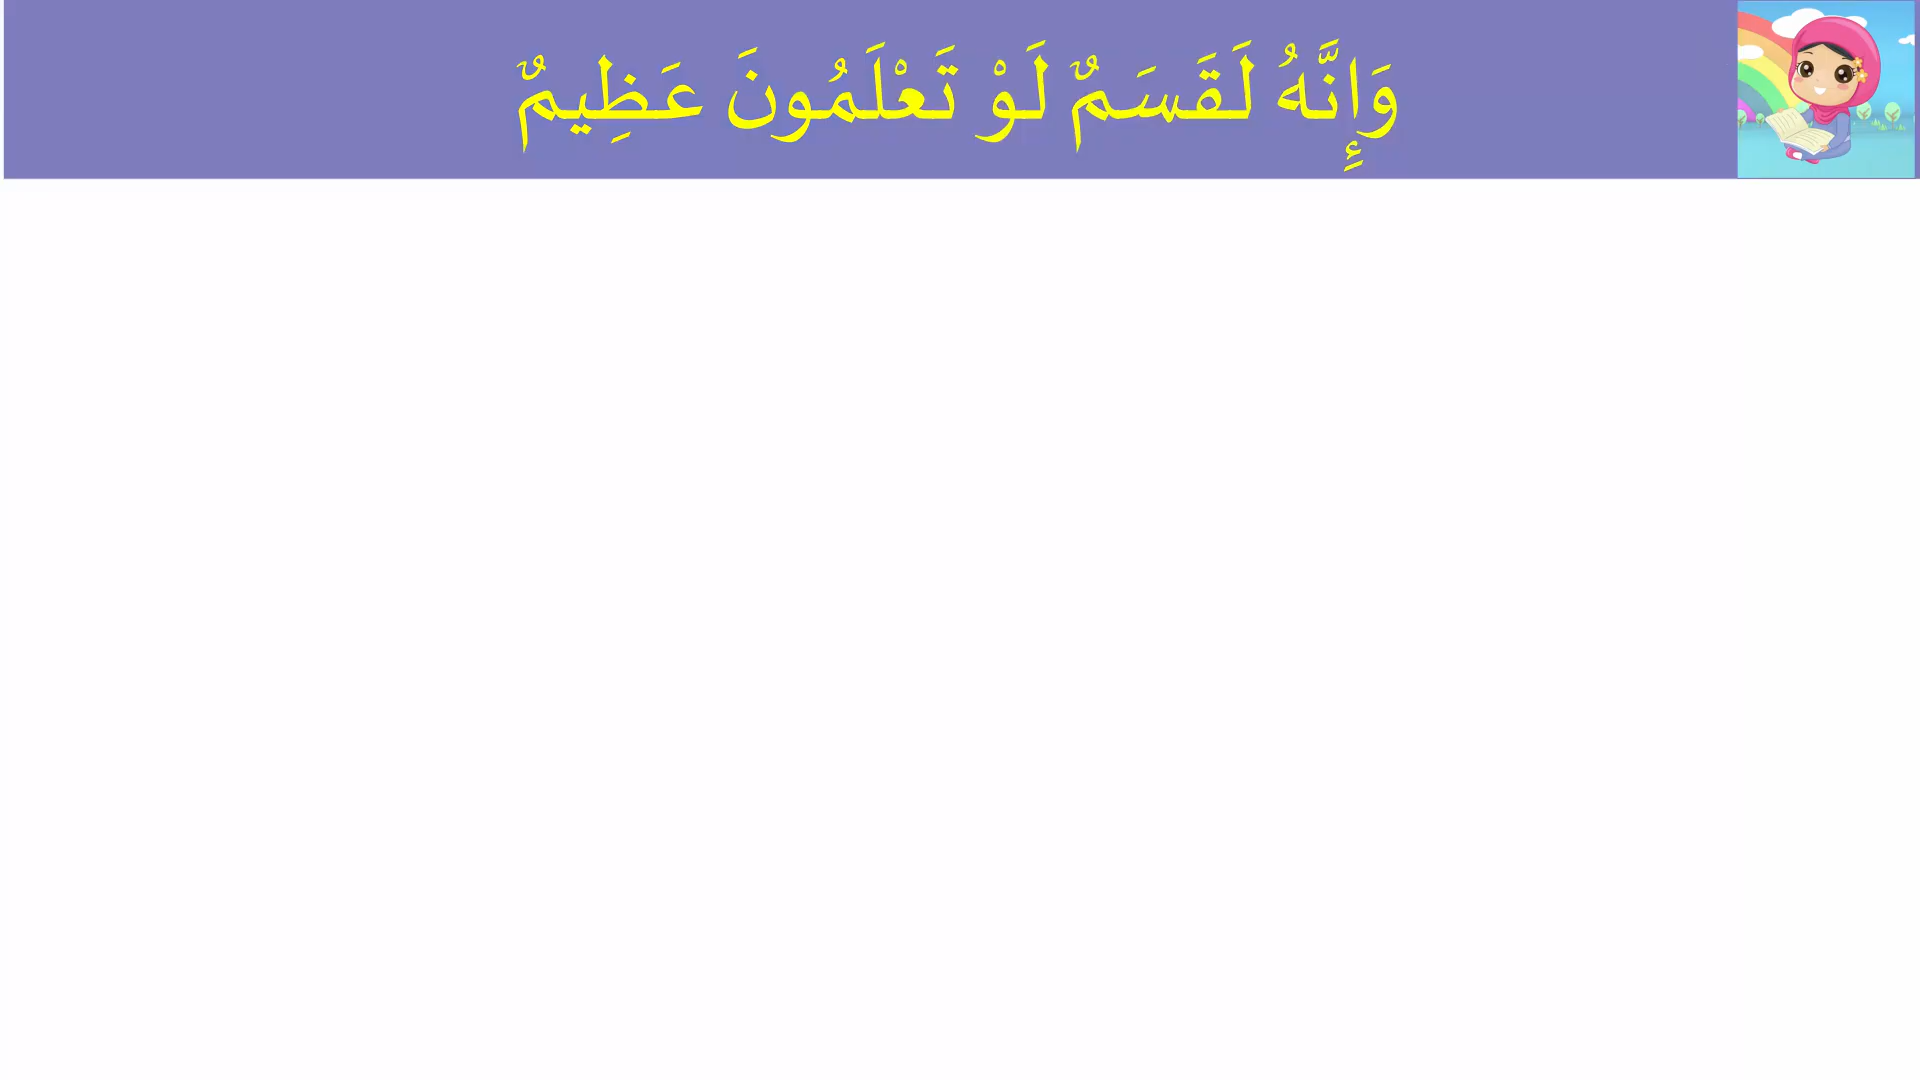 وَإِنَّهُ لَقَسَمٌ لَوْ تَعْلَمُونَ عَظِيمٌ